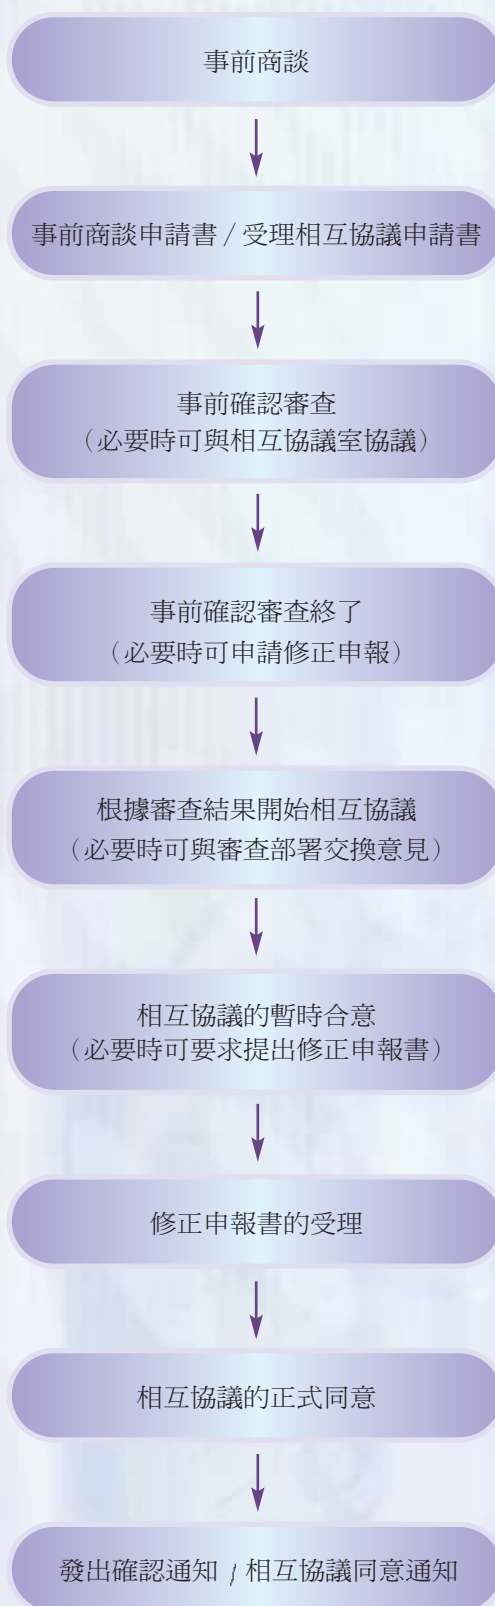 事前商談
事前商談申請書 / 受理相互協議申請書
事前確認審查
（必要時可與相互協議室協議）
事前確認審查終了
（必要時可申請修正申報）
根據審查結果開始相互協議
（必要時可與審查部署交換意見）
相互協議的暫時合意
（必要時可要求提出修正申報書）
修正申報書的受理
相互協議的正式同意
發出確認通知 / 相互協議同意通知